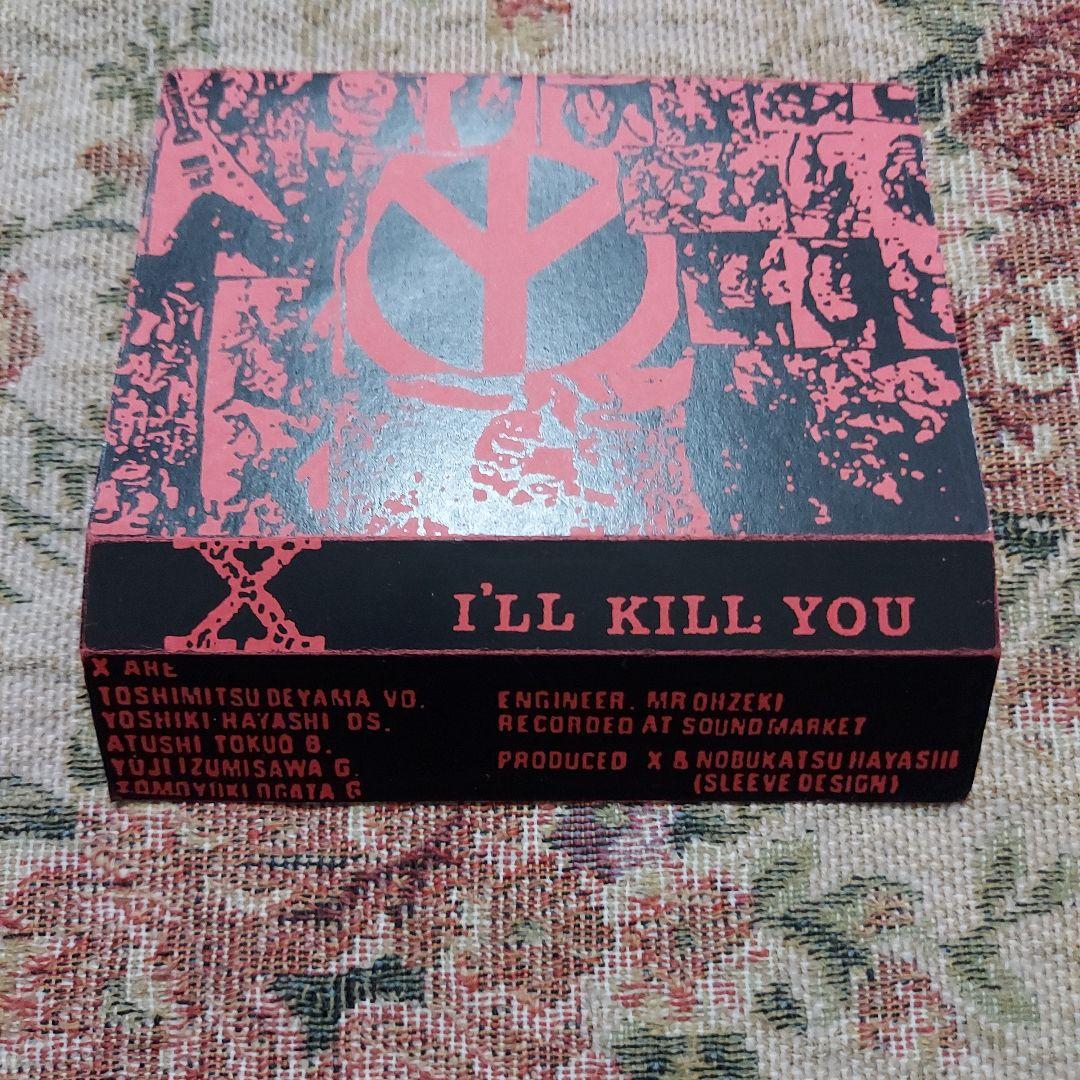 X
I'LL KILL YOU
X ARE
TOSHIMITSU DEYAMA VO.
YOSHIKI HAYASHI DS.
ATUSHI TOKUO B.
YUJI IZUMISAWA G.
TOMOYUKI OGATA G
ENGINEER. MR OHZEKI
RECORDED AT SOUND MARKET
PRODUCED X & NOBUKATSU HAYASHI
(SLEEVE DESIGN)